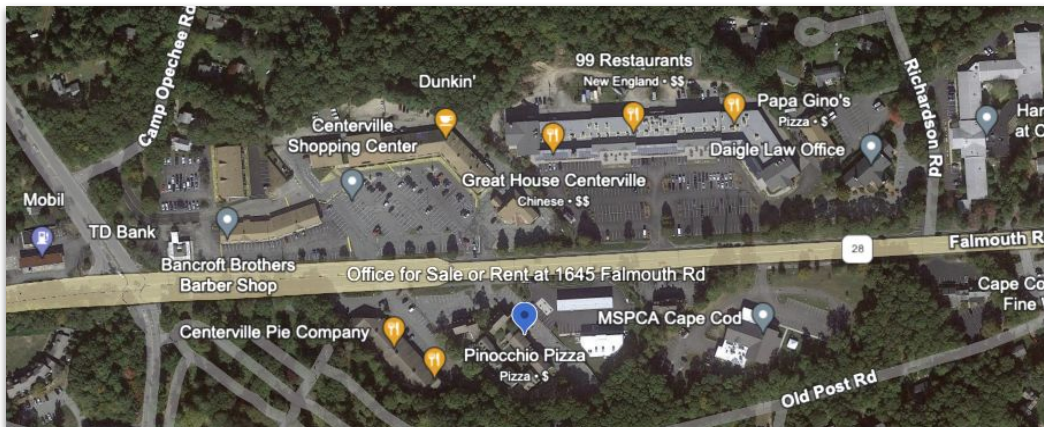 Camp Opechee Rd
99 Restaurants
New England • $$
Dunkin'
Richardson Rd
Papa Gino's
Pizza • $
Centerville
Shopping Center
Har
at C
Daigle Law Office
Great House Centerville
Chinese • $$
Mobil
TD Bank
Bancroft Brothers
Barber Shop
28
Falmouth R
Office for Sale or Rent at 1645 Falmouth Rd
Cape Co
Fine
MSPCA Cape Cod
Centerville Pie Company
Pinocchio Pizza
Pizza • $
Old Post Rd